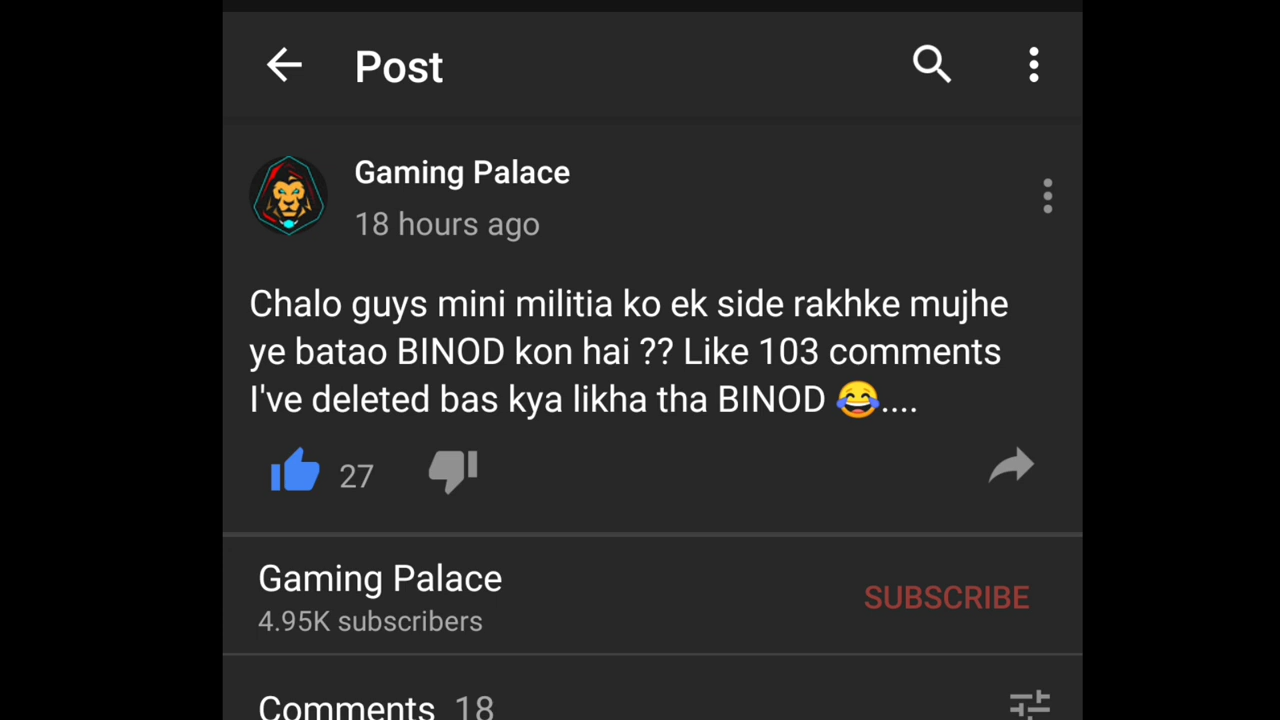 Post
Gaming Palace
18 hours ago
Chalo guys mini militia ko ek side rakhke mujhe
ye batao BINOD kon hai ?? Like 103 comments
I've deleted bas kya likha tha BINOD 😂....
27
Gaming Palace
SUBSCRIBE
4.95K subscribers
Comments 18